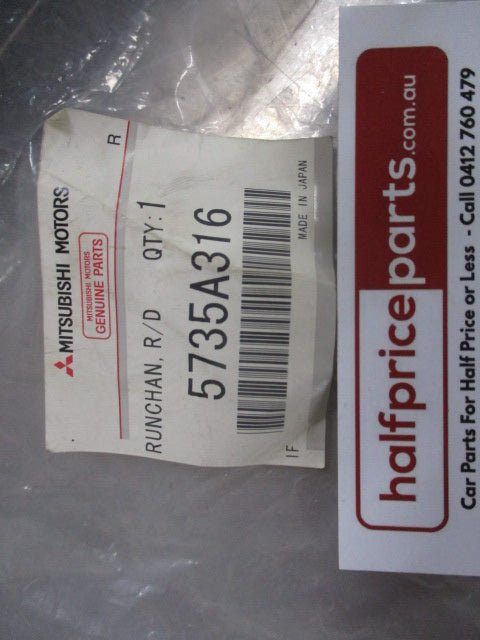 MITSUBISHI MOTORS
MITSUBISHI MOTORS
GENUINE PARTS
R
RUNCHAN, R/D QTY:1
5735A316
IF
MADE IN JAPAN
halfpriceparts.com.au
Car Parts For Half Price or Less - Call 0412 760 479